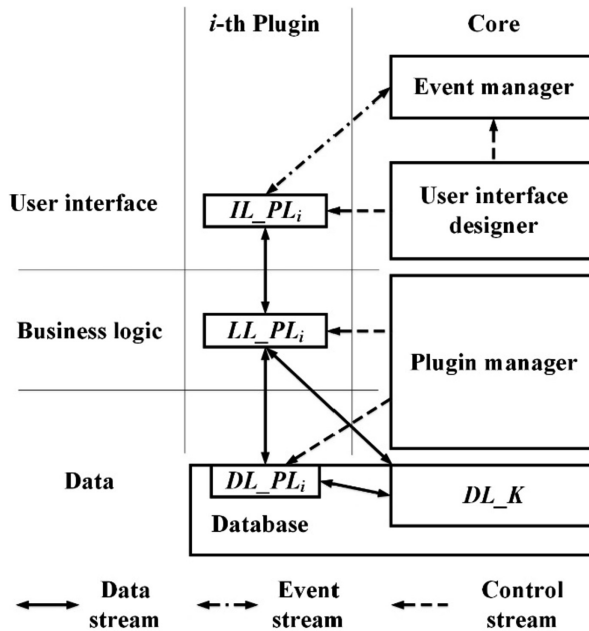 i-th Plugin
Core
Event manager
User interface
IL_PLi
User interface
designer
Business logic
LL_PLi
Plugin manager
Data
DL_PLi
DL_K
Database
Data
stream
Event
stream
Control
stream